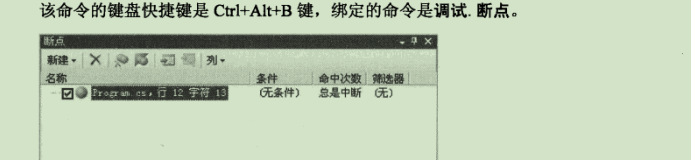 该命令的键盘快捷键是 Ctrl+Alt+B 键，绑定的命令是调试.断点。
断点
新建 列
名称 条件 命中次数 筛选器
Program.cs，行 12 字符 13 (无条件) 总是中断 (无)